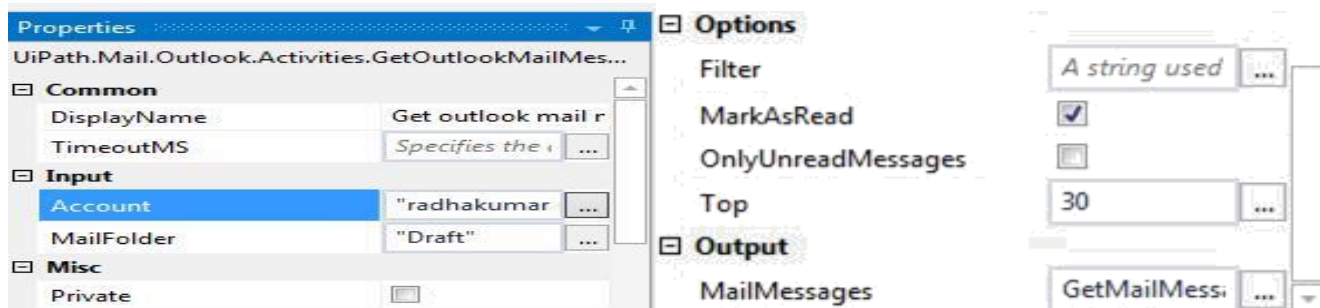 Properties
UiPath.Mail.Outlook.Activities.GetOutlookMailMes...
Common
DisplayName Get outlook mail r
TimeoutMS Specifies the ...
Input
Account "radhakumar ...
MailFolder "Draft" ...
Misc
Private
Options
Filter A string used ...
MarkAsRead
OnlyUnreadMessages
Top 30 ...
Output
MailMessages GetMailMess ...